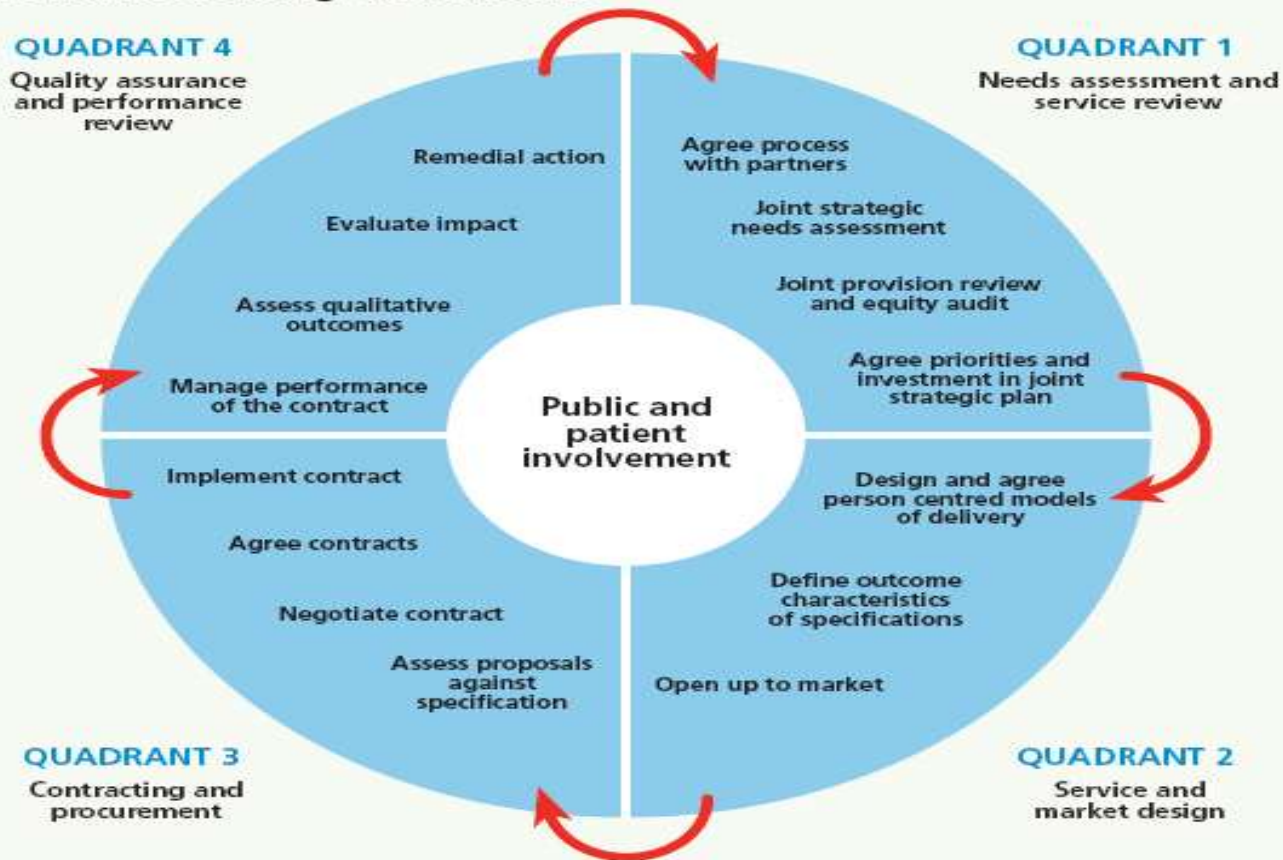 QUADRANT 4
Quality assurance
and performance
review
QUADRANT 1
Needs assessment and
service review
Remedial action
Evaluate impact
Assess qualitative
outcomes
Manage performance
of the contract
Agree process
with partners
Joint strategic
needs assessment
Joint provision review
and equity audit
Agree priorities and
investment in joint
strategic plan
Public and
patient
involvement
Implement contract
Agree contracts
Negotiate contract
Assess proposals
against
specification
Design and agree
person centred models
of delivery
Define outcome
characteristics
of specifications
Open up to market
QUADRANT 3
Contracting and
procurement
QUADRANT 2
Service and
market design